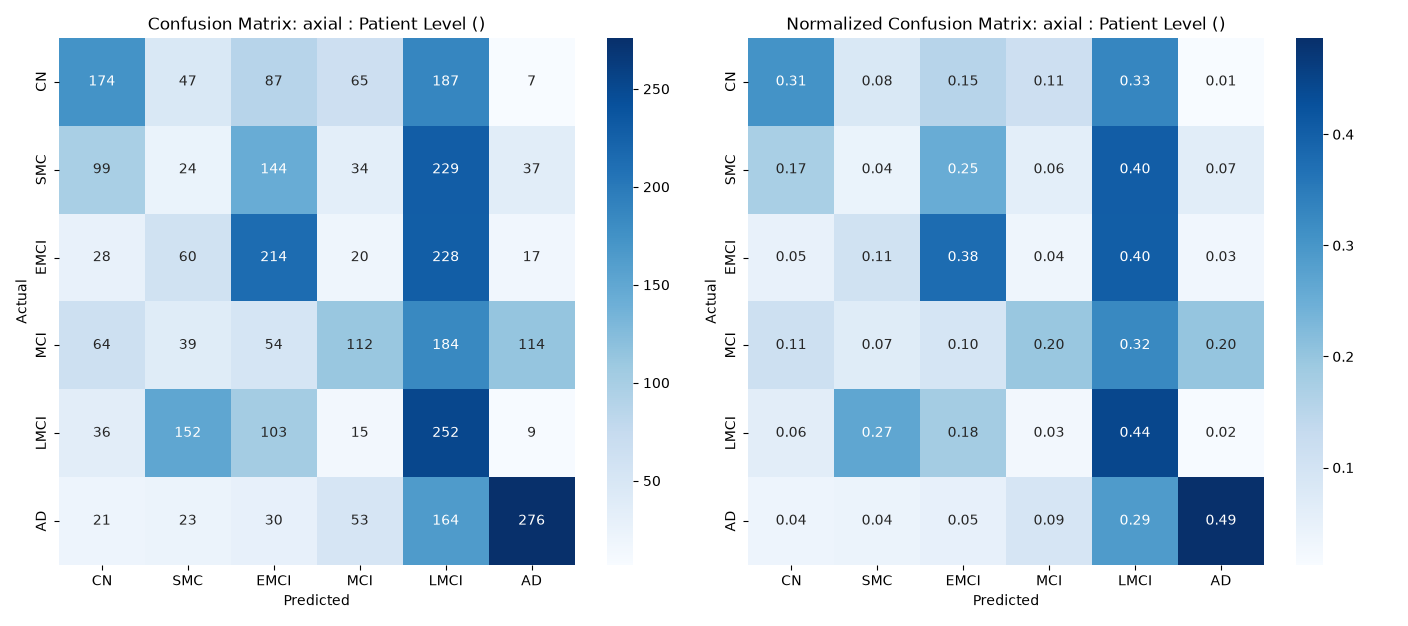 Confusion Matrix: axial : Patient Level ()
CN 174 47 87 65 187 7
SMC 99 24 144 34 229 37
EMCI 28 60 214 20 228 17
MCI 64 39 54 112 184 114
LMCI 36 152 103 15 252 9
AD 21 23 30 53 164 276
CN SMC EMCI MCI LMCI AD
Predicted
Actual
250
200
150
100
50
Normalized Confusion Matrix: axial : Patient Level ()
CN 0.31 0.08 0.15 0.11 0.33 0.01
SMC 0.17 0.04 0.25 0.06 0.40 0.07
EMCI 0.05 0.11 0.38 0.04 0.40 0.03
MCI 0.11 0.07 0.10 0.20 0.32 0.20
LMCI 0.06 0.27 0.18 0.03 0.44 0.02
AD 0.04 0.04 0.05 0.09 0.29 0.49
CN SMC EMCI MCI LMCI AD
Predicted
Actual
0.4
0.3
0.2
0.1